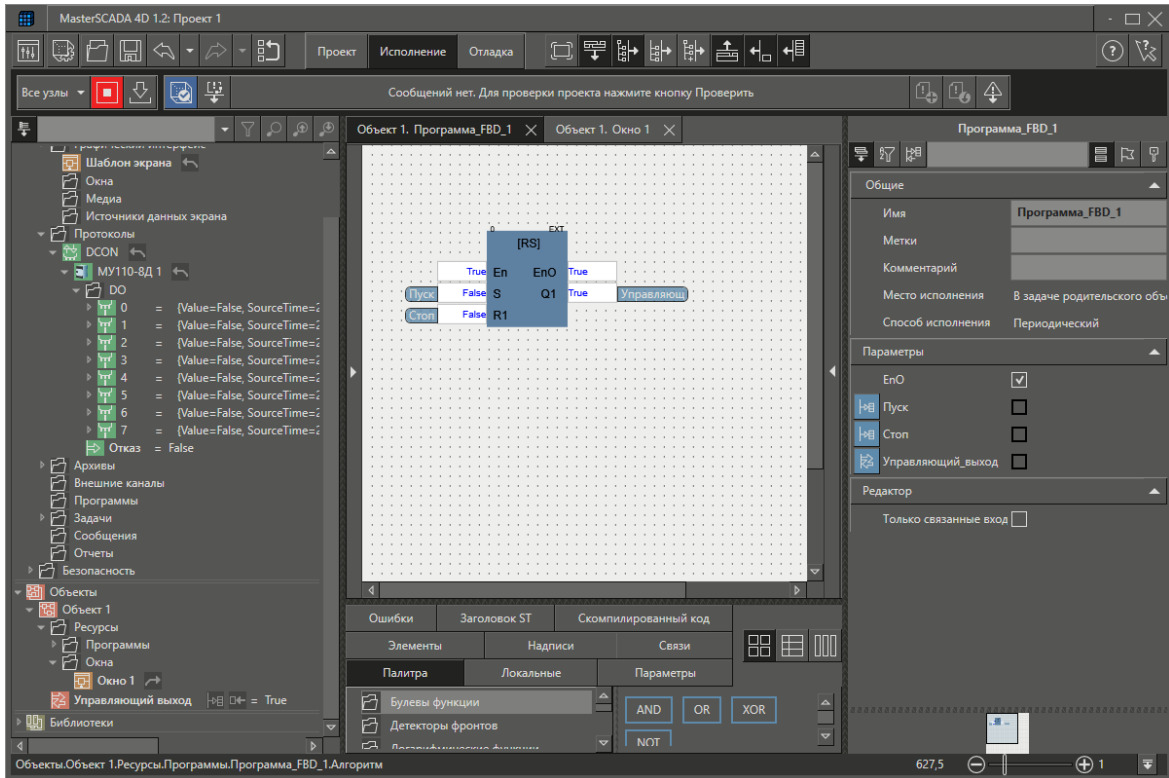 MasterSCADA 4D 1.2: Проект 1
Проект Исполнение Отладка
Все узлы Сообщений нет. Для проверки проекта нажмите кнопку Проверить
Графический интерфейс
Шаблон экрана
Окна
Медиа
Источники данных экрана
Протоколы
DCON
МУ110-8Д 1
DO
0 = {Value=False, SourceTime=2
1 = {Value=False, SourceTime=2
2 = {Value=False, SourceTime=2
3 = {Value=False, SourceTime=2
4 = {Value=False, SourceTime=2
5 = {Value=False, SourceTime=2
6 = {Value=False, SourceTime=2
7 = {Value=False, SourceTime=2
Отказ = False
Архивы
Внешние каналы
Программы
Задачи
Сообщения
Отчеты
Безопасность
Объекты
Объект 1
Ресурсы
Программы
Окна
Окно 1
Управляющий выход = True
Библиотеки
Объект 1. Программа_FBD_1 Объект 1. Окно 1
0 EXT
[RS]
True En EnO True
Пуск False S Q1 True Управляющ
Стоп False R1
Ошибки Заголовок ST Скомпилированный код
Элементы Надписи Связи
Палитра Локальные Параметры
Булевы функции
Детекторы фронтов
Логарифмические функции
AND OR XOR
NOT
Программа_FBD_1
Общие
Имя Программа_FBD_1
Метки
Комментарий
Место исполнения В задаче родительского объ
Способ исполнения Периодический
Параметры
EnO
Пуск
Стоп
Управляющий_выход
Редактор
Только связанные вход
Объекты.Объект 1.Ресурсы.Программы.Программа_FBD_1.Алгоритм 627,5 1